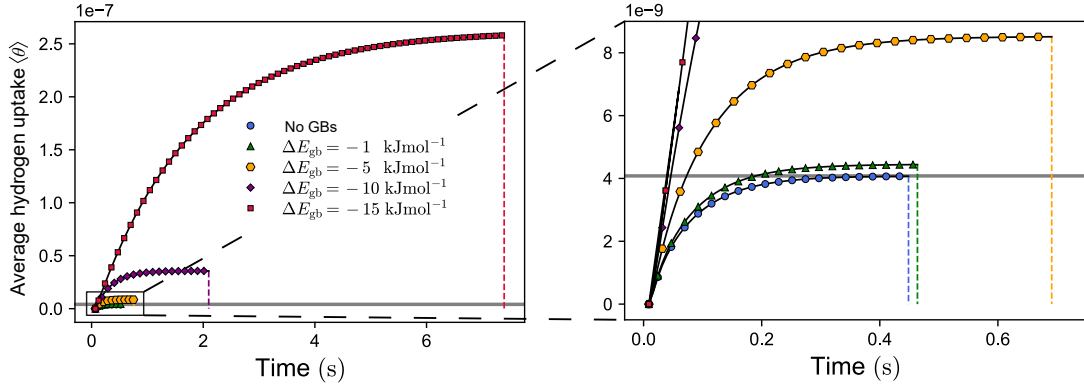 1e−7
Average hydrogen uptake ⟨θ⟩
2.5
2.0
1.5
1.0
0.5
0.0
No GBs
ΔE_gb = −1 kJmol⁻¹
ΔE_gb = −5 kJmol⁻¹
ΔE_gb = −10 kJmol⁻¹
ΔE_gb = −15 kJmol⁻¹
0 2 4 6
Time (s)
1e−9
8
6
4
2
0
0.0 0.2 0.4 0.6
Time (s)